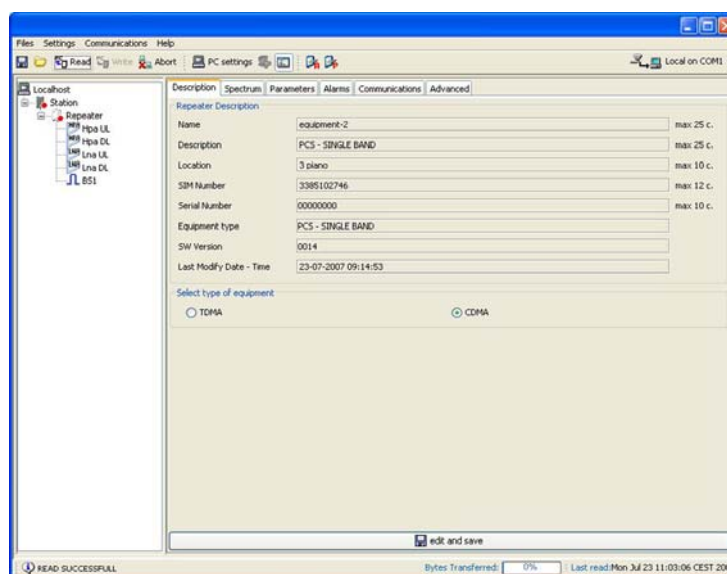 Files Settings Communications Help
Read Write Abort PC settings Local on COM1
Localhost
Station
Repeater
Hpa UL
Hpa DL
Lna UL
Lna DL
BS1
Description Spectrum Parameters Alarms Communications Advanced
Repeater Description
Name equipment-2 max 25 c.
Description PCS - SINGLE BAND max 25 c.
Location 3 piano max 10 c.
SIM Number 3385102746 max 12 c.
Serial Number 00000000 max 10 c.
Equipment type PCS - SINGLE BAND
SW Version 0014
Last Modify Date - Time 23-07-2007 09:14:53
Select type of equipment
TDMA CDMA
edit and save
READ SUCCESSFULL Bytes Transferred: 0% Last read:Mon Jul 23 11:03:06 CEST 20